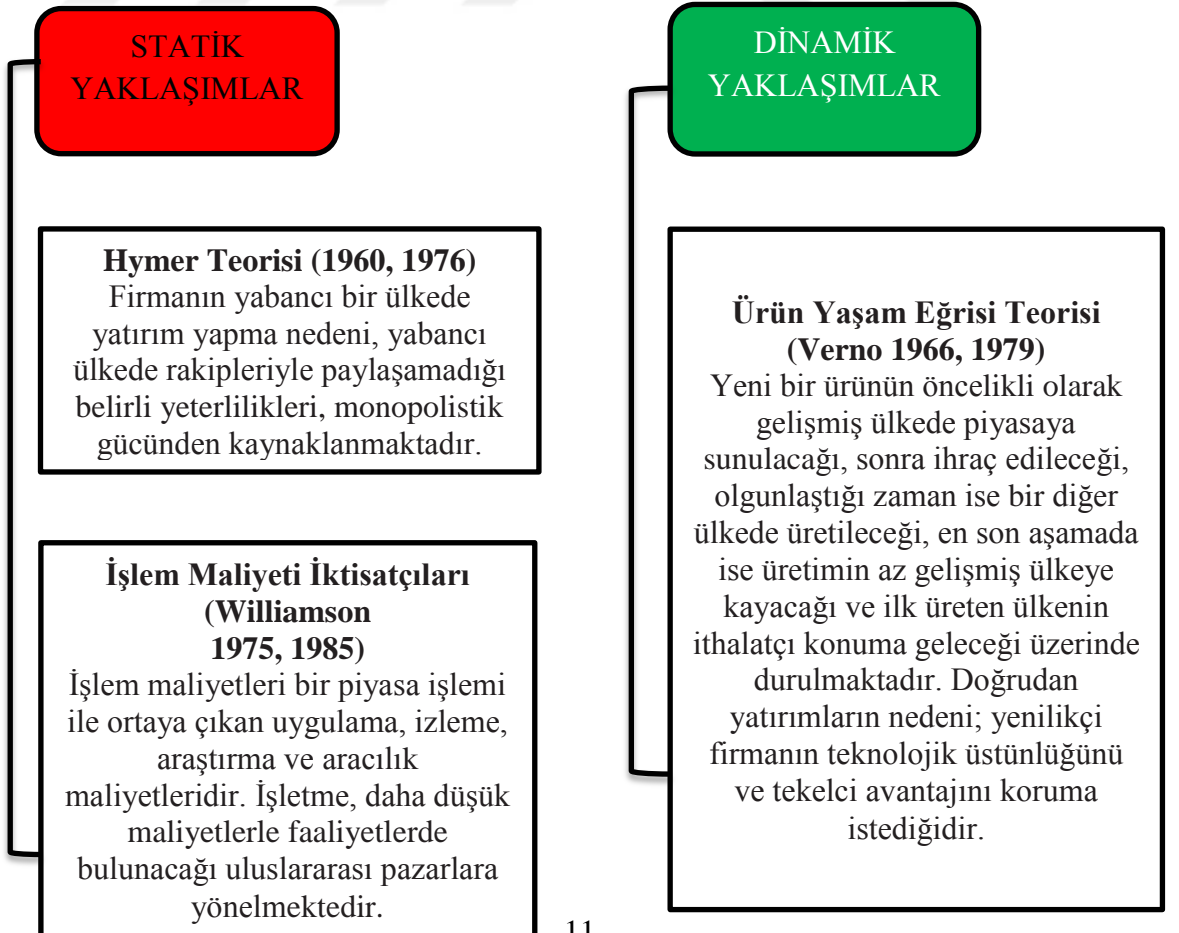 STATİK
YAKLAŞIMLAR
Hymer Teorisi (1960, 1976)
Firmanın yabancı bir ülkede
yatırım yapma nedeni, yabancı
ülkede rakipleriyle paylaşamadığı
belirli yeterlilikleri, monopolistik
gücünden kaynaklanmaktadır.
İşlem Maliyeti İktisatçıları
(Williamson
1975, 1985)
İşlem maliyetleri bir piyasa işlemi
ile ortaya çıkan uygulama, izleme,
araştırma ve aracılık
maliyetleridir. İşletme, daha düşük
maliyetlerle faaliyetlerde
bulunacağı uluslararası pazarlara
yönelmektedir.
DİNAMİK
YAKLAŞIMLAR
Ürün Yaşam Eğrisi Teorisi
(Verno 1966, 1979)
Yeni bir ürünün öncelikli olarak
gelişmiş ülkede piyasaya
sunulacağı, sonra ihraç edileceği,
olgunlaştığı zaman ise bir diğer
ülkede üretileceği, en son aşamada
ise üretimin az gelişmiş ülkeye
kayacağı ve ilk üreten ülkenin
ithalatçı konuma geleceği üzerinde
durulmaktadır. Doğrudan
yatırımların nedeni; yenilikçi
firmanın teknolojik üstünlüğünü
ve tekelci avantajını koruma
istediğidir.
11